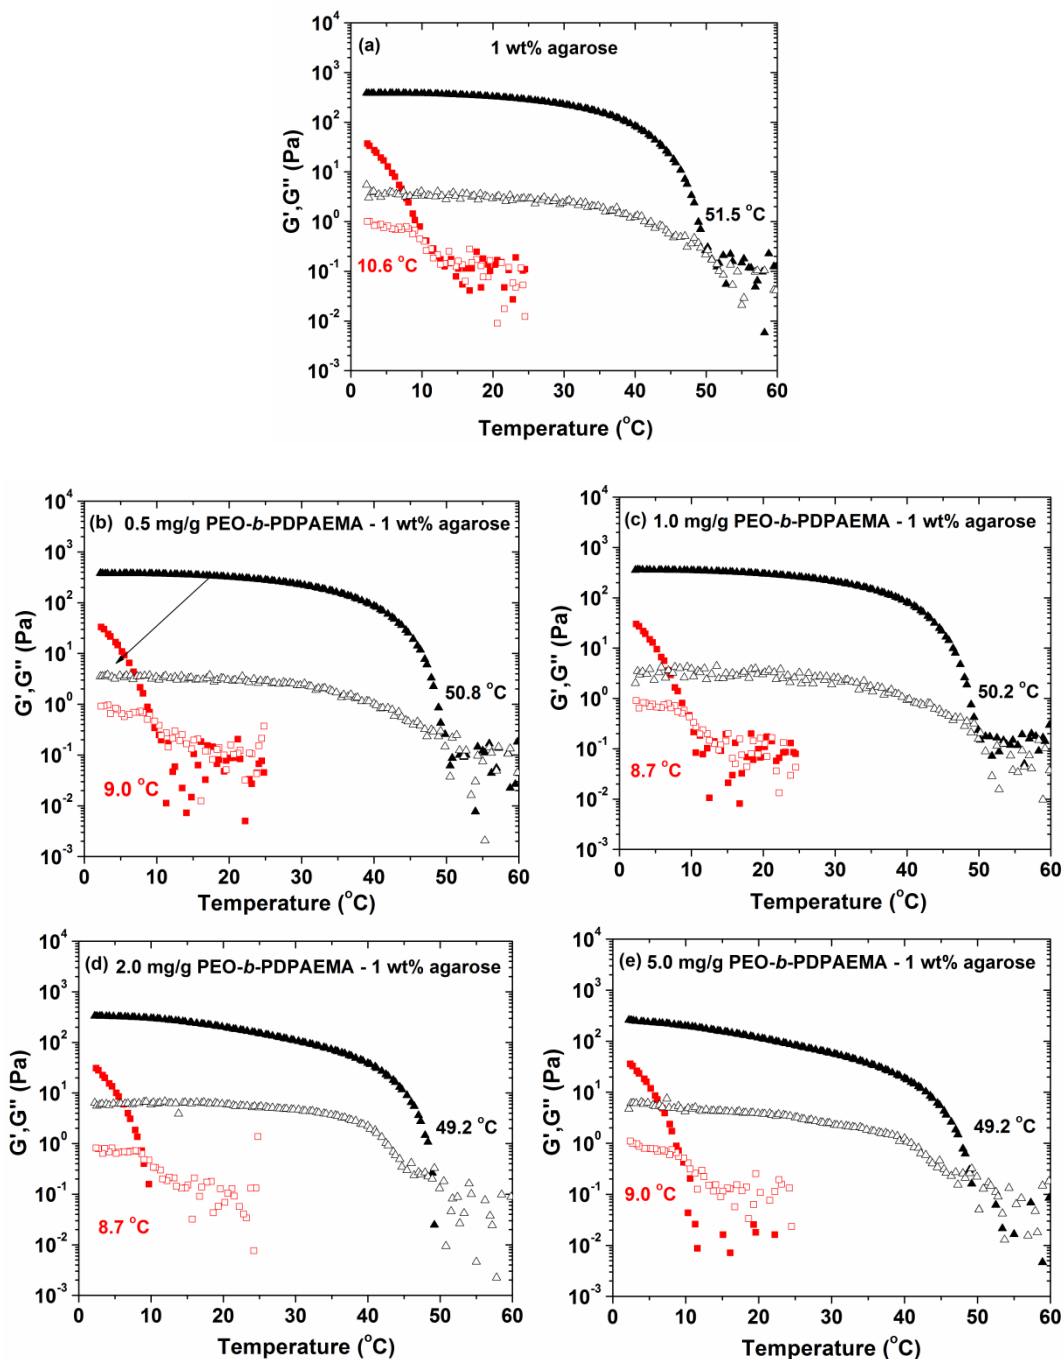 (a) 1 wt% agarose
10⁴
10³
10²
10¹
10⁰
10⁻¹
10⁻²
10⁻³
G',G'' (Pa)
51.5 °C
10.6 °C
0 10 20 30 40 50 60
Temperature (°C)
(b) 0.5 mg/g PEO-b-PDPAEMA - 1 wt% agarose
10⁴
10³
10²
10¹
10⁰
10⁻¹
10⁻²
10⁻³
G',G'' (Pa)
50.8 °C
9.0 °C
0 10 20 30 40 50 60
Temperature (°C)
(c) 1.0 mg/g PEO-b-PDPAEMA - 1 wt% agarose
10⁴
10³
10²
10¹
10⁰
10⁻¹
10⁻²
10⁻³
G',G'' (Pa)
50.2 °C
8.7 °C
0 10 20 30 40 50 60
Temperature (°C)
(d) 2.0 mg/g PEO-b-PDPAEMA - 1 wt% agarose
10⁴
10³
10²
10¹
10⁰
10⁻¹
10⁻²
10⁻³
G',G'' (Pa)
49.2 °C
8.7 °C
0 10 20 30 40 50 60
Temperature (°C)
(e) 5.0 mg/g PEO-b-PDPAEMA - 1 wt% agarose
10⁴
10³
10²
10¹
10⁰
10⁻¹
10⁻²
10⁻³
G',G'' (Pa)
49.2 °C
9.0 °C
0 10 20 30 40 50 60
Temperature (°C)